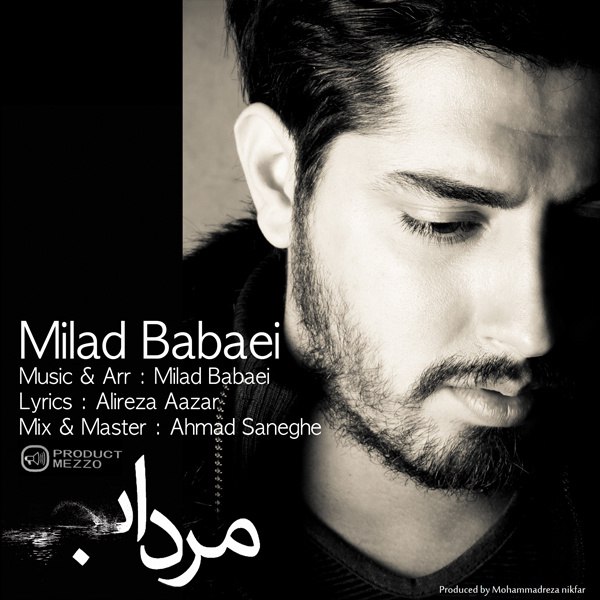 Milad Babaei
Music & Arr : Milad Babaei
Lyrics : Alireza Aazar
Mix & Master : Ahmad Saneghe
PRODUCT
MEZZO
مرداب
Produced by Mohammadreza nikfar